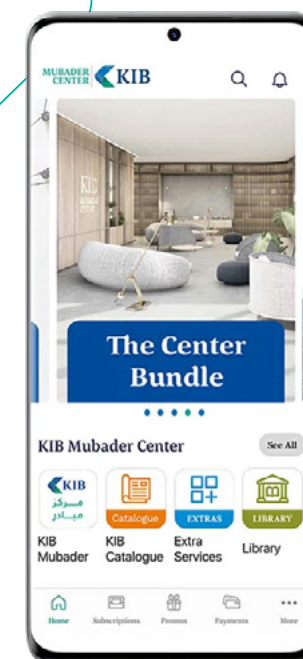 MUBADER
CENTER
KIB
The Center
Bundle
KIB Mubader Center
See All
KIB
مركز
مبادر
Catalogue
EXTRAS
LIBRARY
KIB
Mubader
KIB
Catalogue
Extra
Services
Library
Home
Subscriptions
Promos
Payments
More